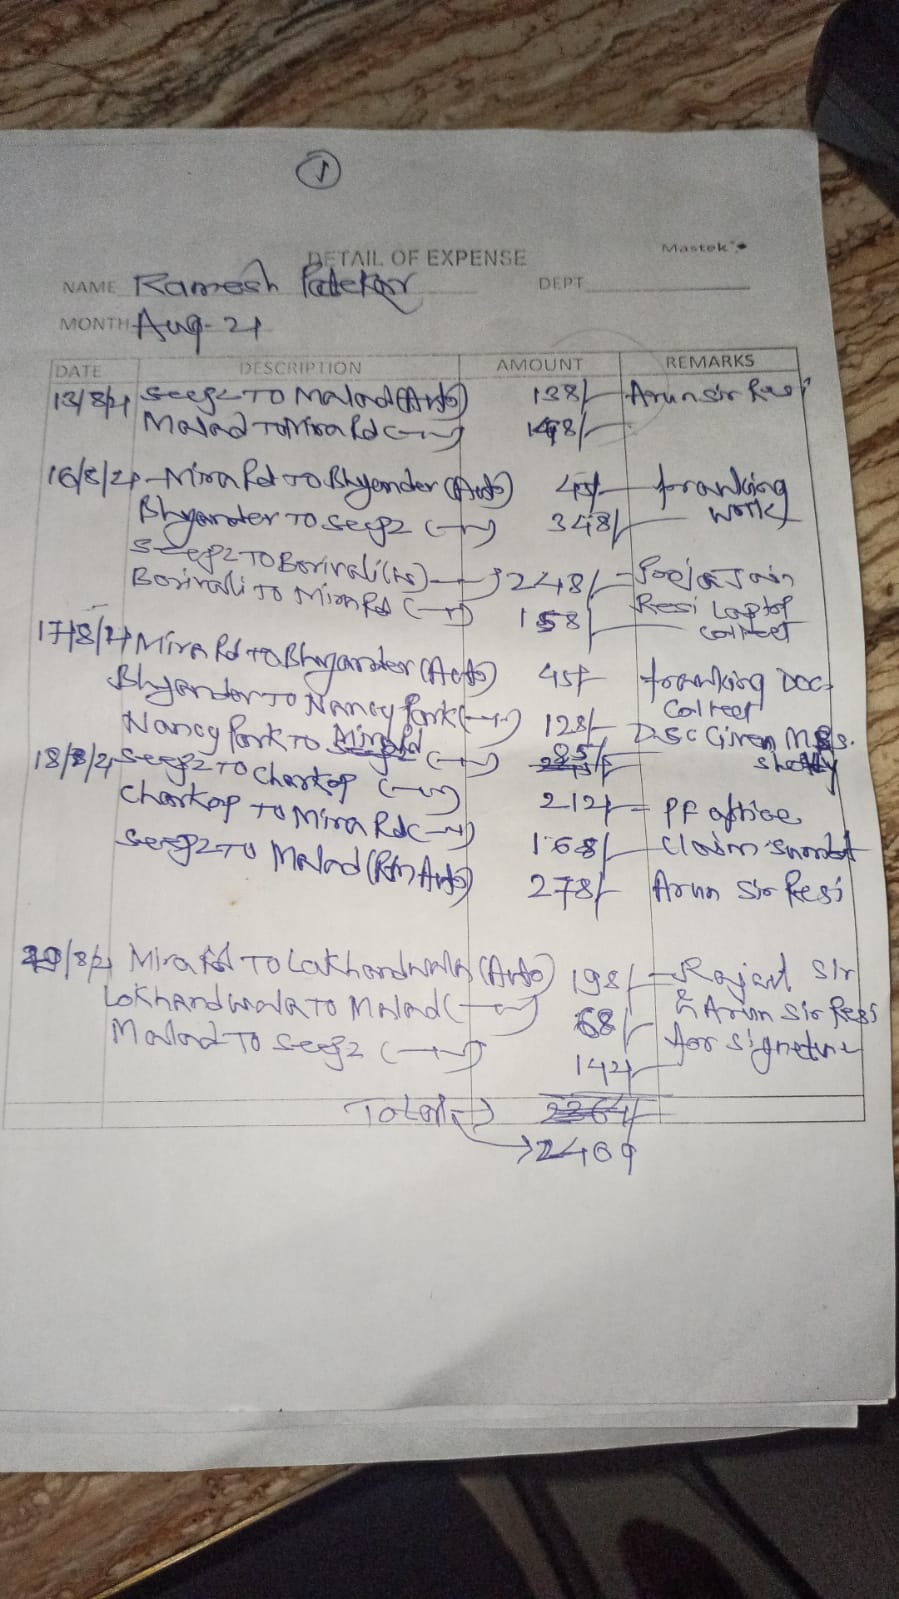 1
Mastek
DETAIL OF EXPENSE
NAME Ramesh Patekar DEPT
MONTH Aug-21
DATE DESCRIPTION AMOUNT REMARKS
13/8/21 Seepz TO Malad (Auto) 138/- Arun sir Resi
Malad TO Mira Rd (-"-) 148/-
16/8/21 Mira Rd TO Bhyander (Auto) 45/- franking
Bhyander TO Seepz (-"-) 348/- work
Seepz TO Borivali 248/- Pooja Jain
Borivali TO Mira Rd (-"-) 158/- Resi Laptop
collect
17/8/21 Mira Rd TO Bhyander (Auto) 45/- franking Doc
Bhyander TO Nancy Park (-"-) 128/- collect
Nancy Park TO Mira Rd (-"-) 85/- DSC Given Mrs.
Shetty
18/8/21 Seepz TO Charkop (-"-) 212/- PF office
Charkop TO Mira Rd (-"-) 168/- claim submit
Seepz TO Malad (Rtn Auto) 278/- Arun Sir Resi
/8/21 Mira Rd TO Lokhandwala (Auto) 198/- Sir
Lokhandwala TO Malad (-"-) 68/- & Arun Sir Resi
Malad TO Seepz (-"-) 142/- for signature
Total 2364/-
2409